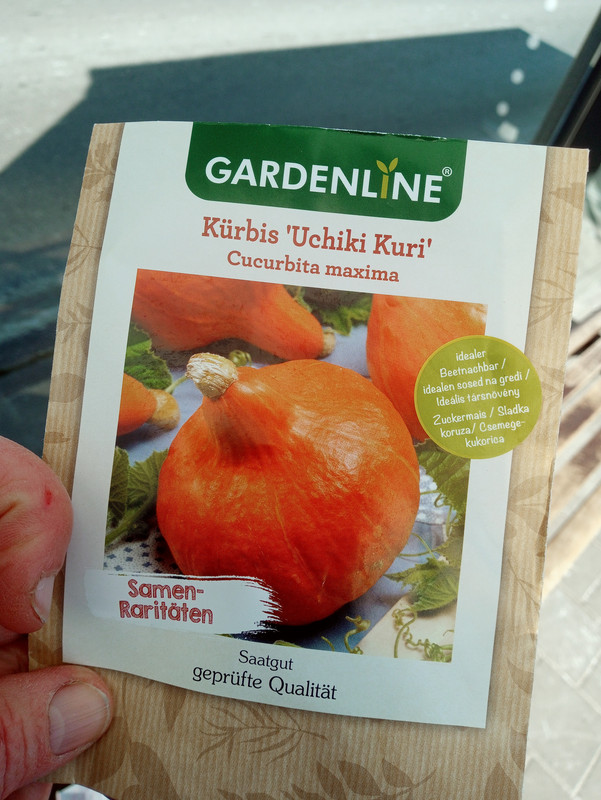 GARDENLINE®
Kürbis 'Uchiki Kuri'
Cucurbita maxima
idealer
Beetnachbar /
idealen sosed na gredi /
Ideális társnövény
Zuckermais / Sladka
koruza/ Csemege-
kukorica
Samen-
Raritäten
Saatgut
geprüfte Qualität